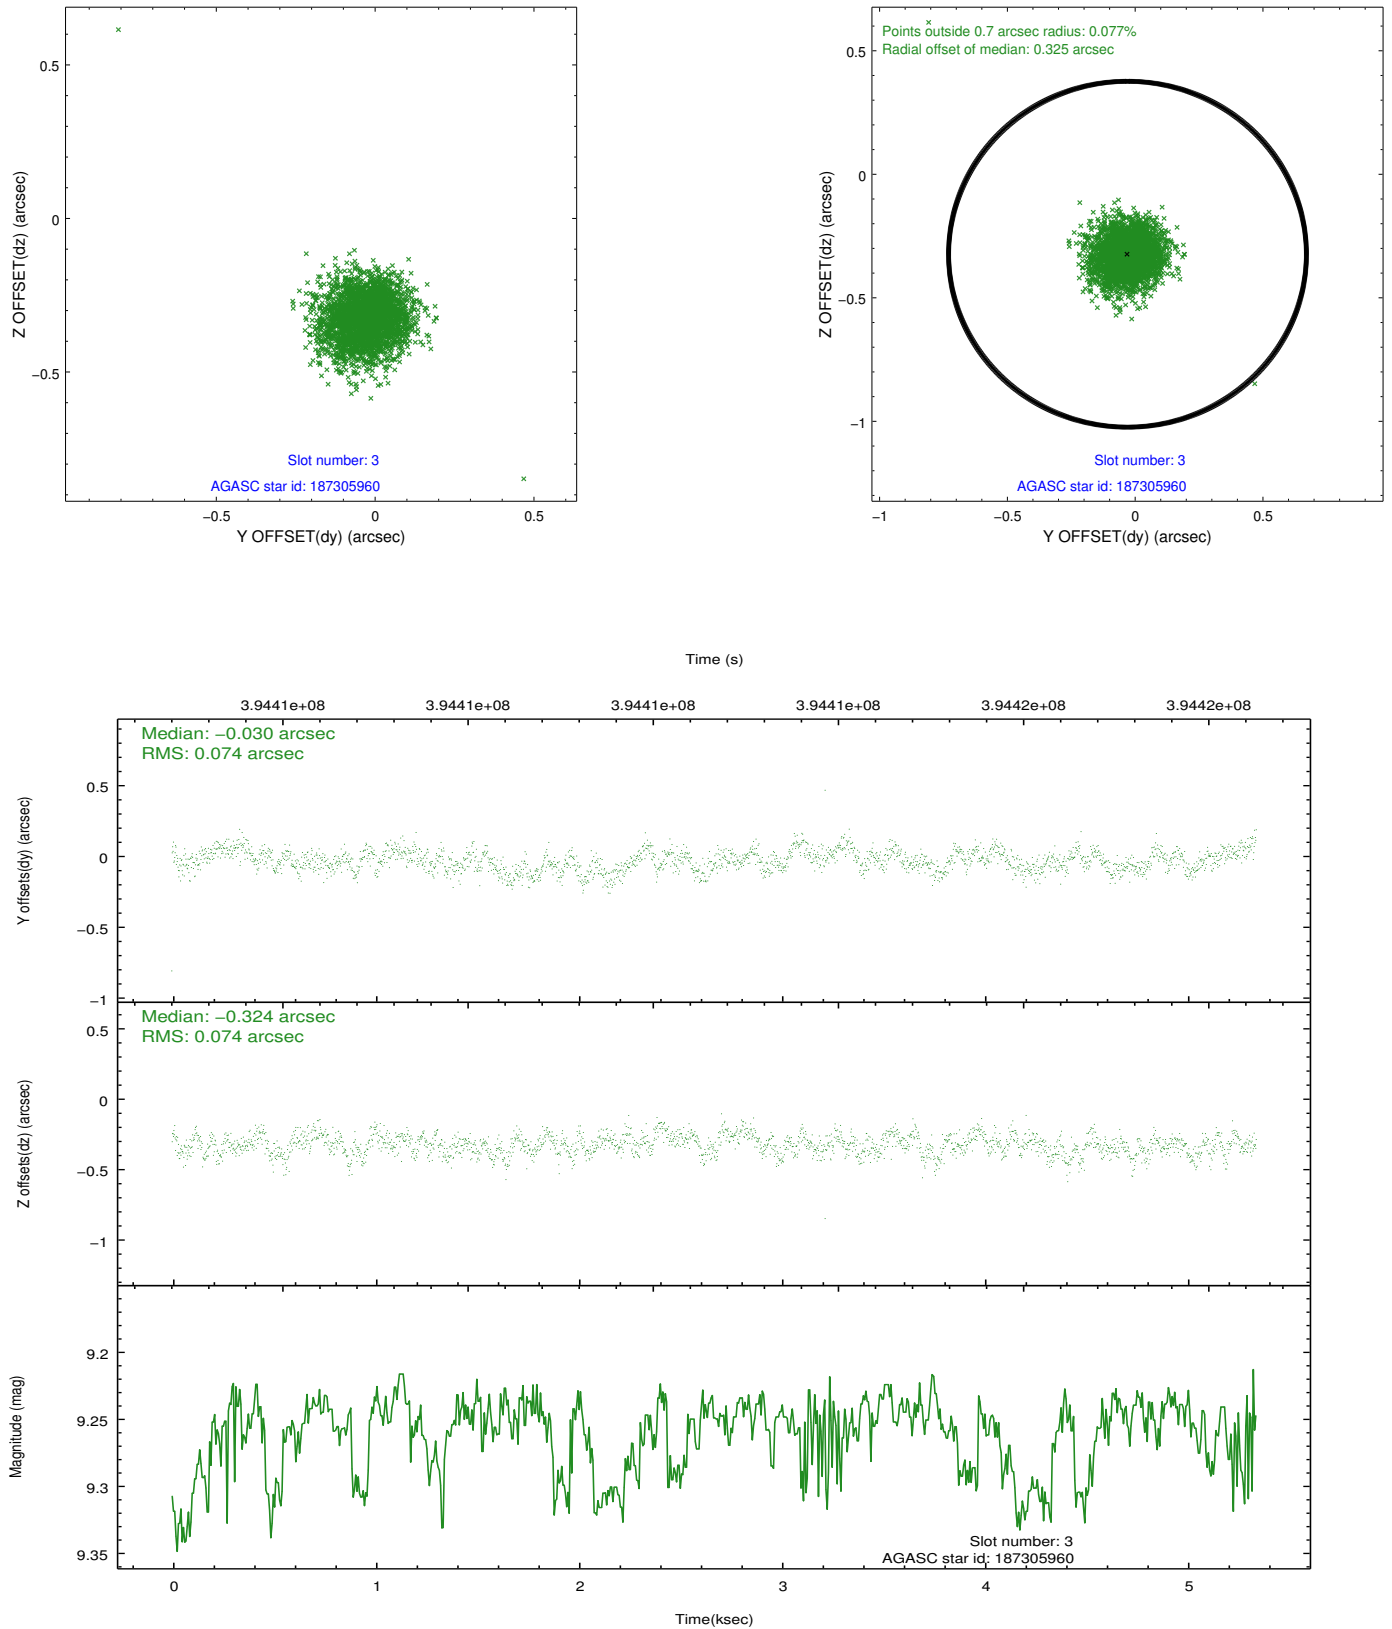 0.5
0
−0.5
Z OFFSET(dz) (arcsec)
Slot number: 3
AGASC star id: 187305960
−0.5
0
0.5
Y OFFSET(dy) (arcsec)
Points outside 0.7 arcsec radius: 0.077%
Radial offset of median: 0.325 arcsec
0.5
0
−0.5
−1
Z OFFSET(dz) (arcsec)
Slot number: 3
AGASC star id: 187305960
−1
−0.5
0
0.5
Y OFFSET(dy) (arcsec)
Time (s)
3.9441e+08
3.9441e+08
3.9441e+08
3.9441e+08
3.9442e+08
3.9442e+08
Median: −0.030 arcsec
RMS: 0.074 arcsec
0.5
0
−0.5
−1
Y offsets(dy) (arcsec)
Median: −0.324 arcsec
RMS: 0.074 arcsec
0.5
0
−0.5
−1
Z offsets(dz) (arcsec)
9.2
9.25
9.3
9.35
Magnitude (mag)
Slot number: 3
AGASC star id: 187305960
0
1
2
3
4
5
Time(ksec)